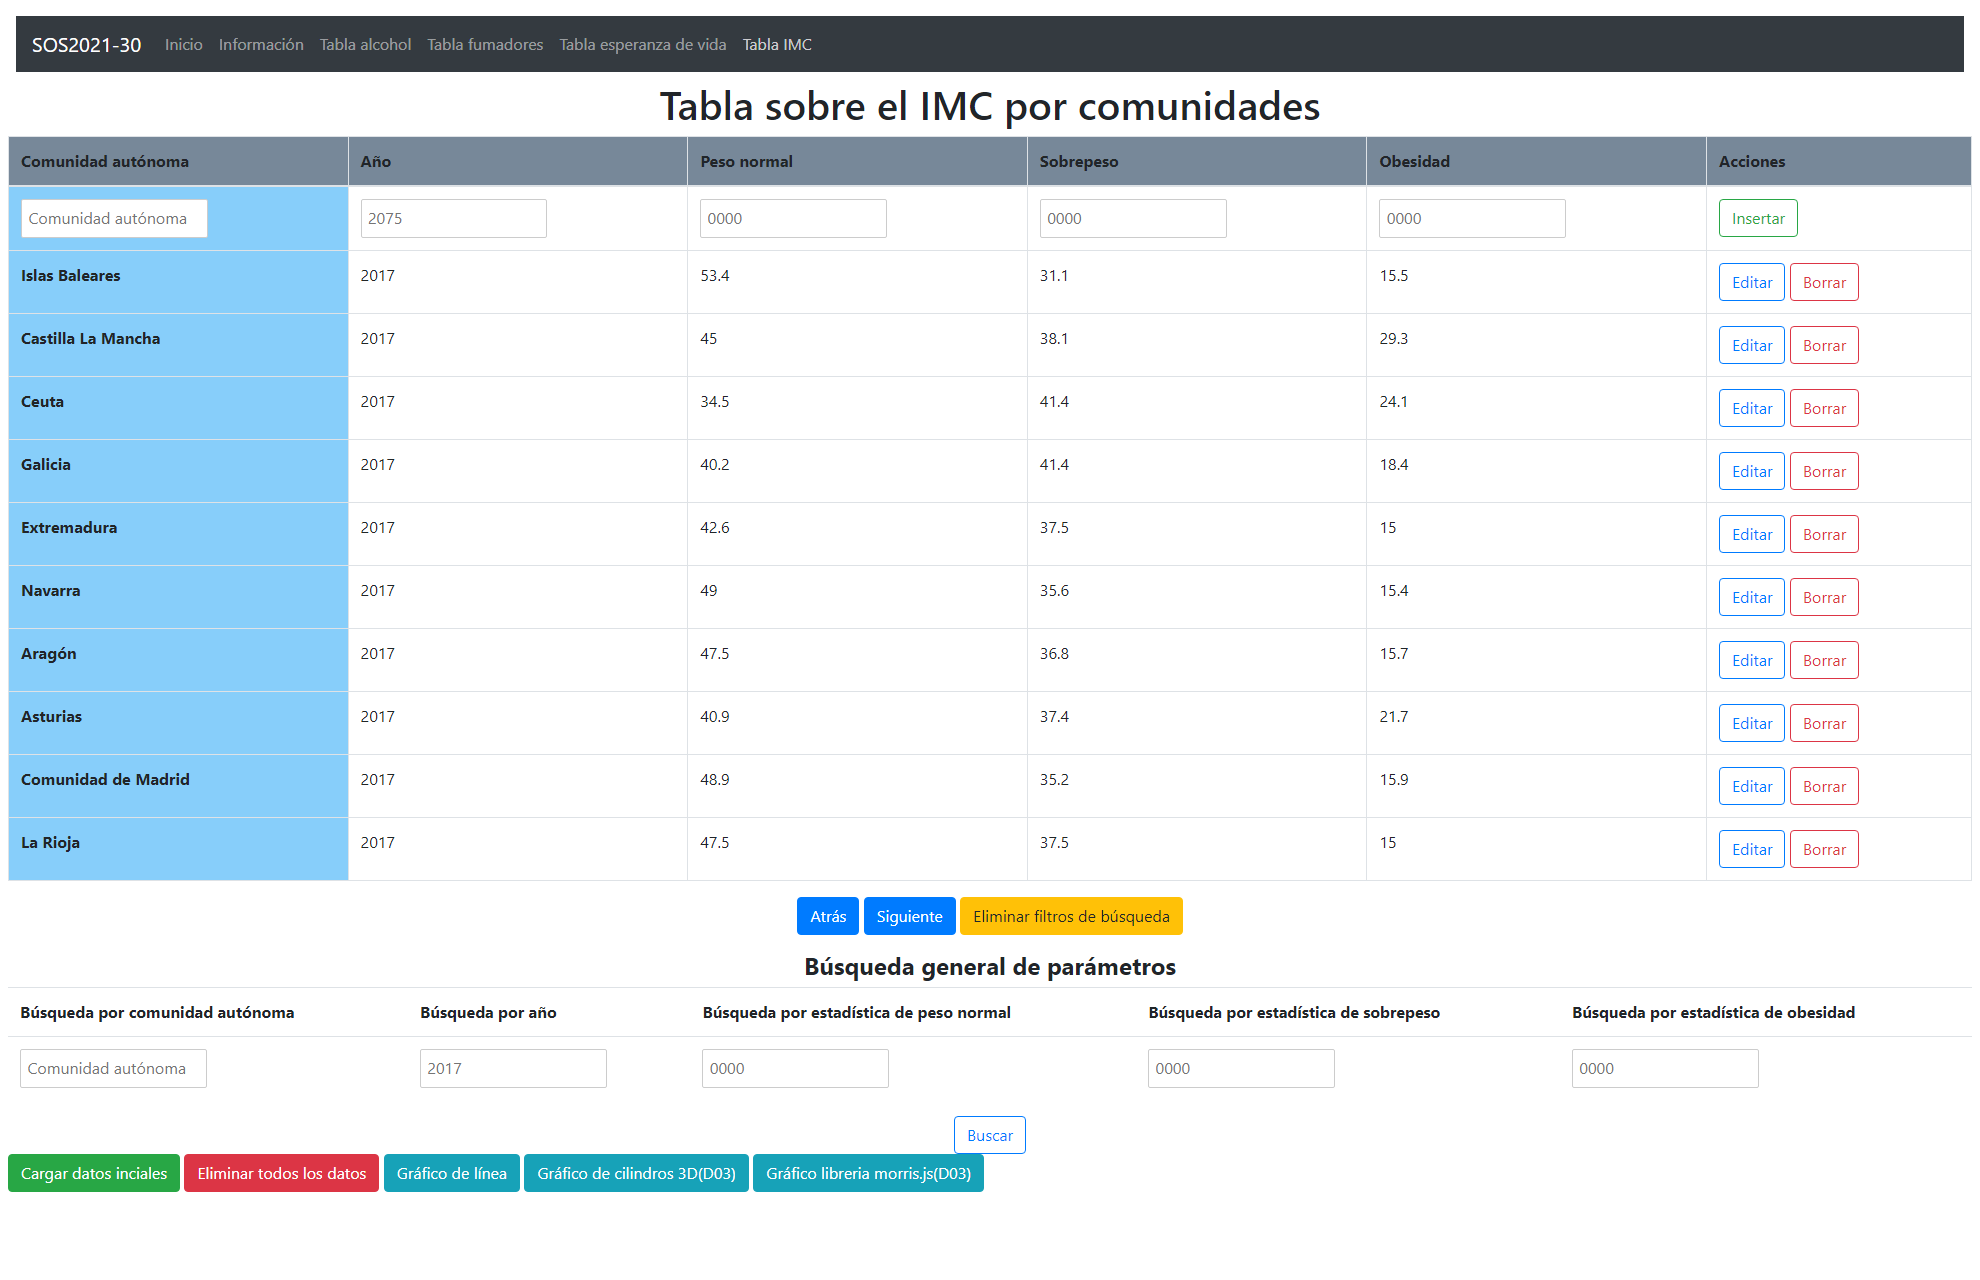 SOS2021-30 Inicio Información Tabla alcohol Tabla fumadores Tabla esperanza de vida Tabla IMC
Tabla sobre el IMC por comunidades
Comunidad autónoma Año Peso normal Sobrepeso Obesidad Acciones
Comunidad autónoma 2075 0000 0000 0000 Insertar
Islas Baleares 2017 53.4 31.1 15.5 Editar Borrar
Castilla La Mancha 2017 45 38.1 29.3 Editar Borrar
Ceuta 2017 34.5 41.4 24.1 Editar Borrar
Galicia 2017 40.2 41.4 18.4 Editar Borrar
Extremadura 2017 42.6 37.5 15 Editar Borrar
Navarra 2017 49 35.6 15.4 Editar Borrar
Aragón 2017 47.5 36.8 15.7 Editar Borrar
Asturias 2017 40.9 37.4 21.7 Editar Borrar
Comunidad de Madrid 2017 48.9 35.2 15.9 Editar Borrar
La Rioja 2017 47.5 37.5 15 Editar Borrar
Atrás Siguiente Eliminar filtros de búsqueda
Búsqueda general de parámetros
Búsqueda por comunidad autónoma Búsqueda por año Búsqueda por estadística de peso normal Búsqueda por estadística de sobrepeso Búsqueda por estadística de obesidad
Comunidad autónoma 2017 0000 0000 0000
Buscar
Cargar datos inciales Eliminar todos los datos Gráfico de línea Gráfico de cilindros 3D(D03) Gráfico libreria morris.js(D03)